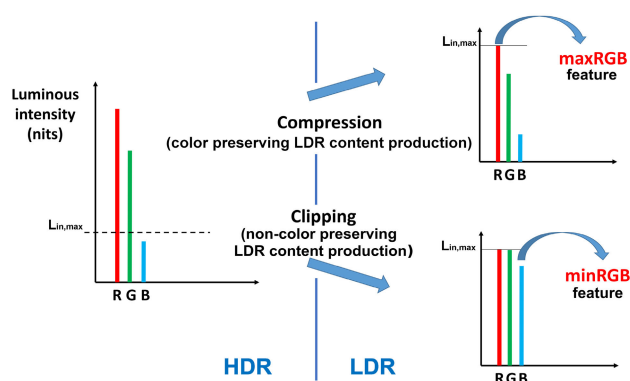 Luminous
intensity
(nits)
Lin,max
R G B
Compression
(color preserving LDR content production)
Clipping
(non-color preserving
LDR content production)
HDR
LDR
Lin,max
maxRGB
feature
R G B
Lin,max
minRGB
feature
R G B